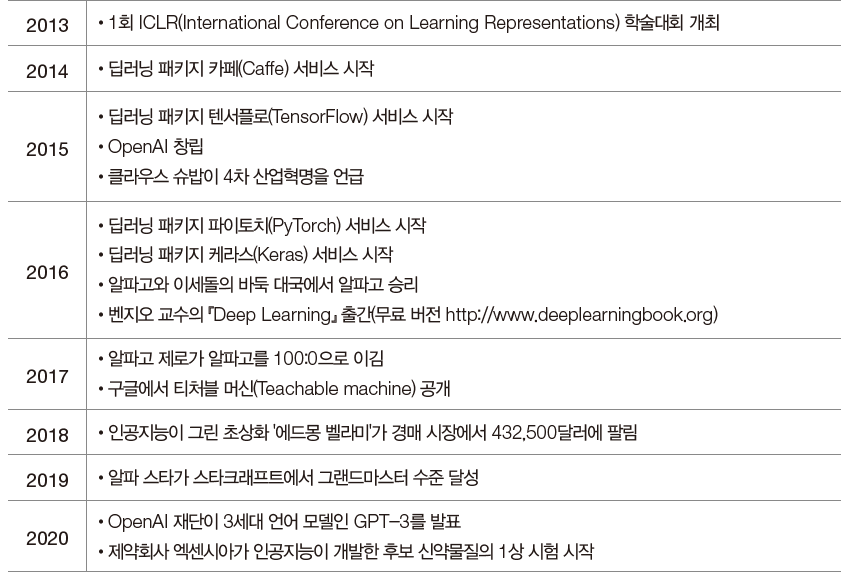 2013
• 1회 ICLR(International Conference on Learning Representations) 학술대회 개최
2014
• 딥러닝 패키지 카페(Caffe) 서비스 시작
2015
• 딥러닝 패키지 텐서플로(TensorFlow) 서비스 시작
• OpenAI 창립
• 클라우스 슈밥이 4차 산업혁명을 언급
2016
• 딥러닝 패키지 파이토치(PyTorch) 서비스 시작
• 딥러닝 패키지 케라스(Keras) 서비스 시작
• 알파고와 이세돌의 바둑 대국에서 알파고 승리
• 벤지오 교수의 『Deep Learning』 출간(무료 버전 http://www.deeplearningbook.org)
2017
• 알파고 제로가 알파고를 100:0으로 이김
• 구글에서 티처블 머신(Teachable machine) 공개
2018
• 인공지능이 그린 초상화 '에드몽 벨라미'가 경매 시장에서 432,500달러에 팔림
2019
• 알파 스타가 스타크래프트에서 그랜드마스터 수준 달성
2020
• OpenAI 재단이 3세대 언어 모델인 GPT–3를 발표
• 제약회사 엑센시아가 인공지능이 개발한 후보 신약물질의 1상 시험 시작